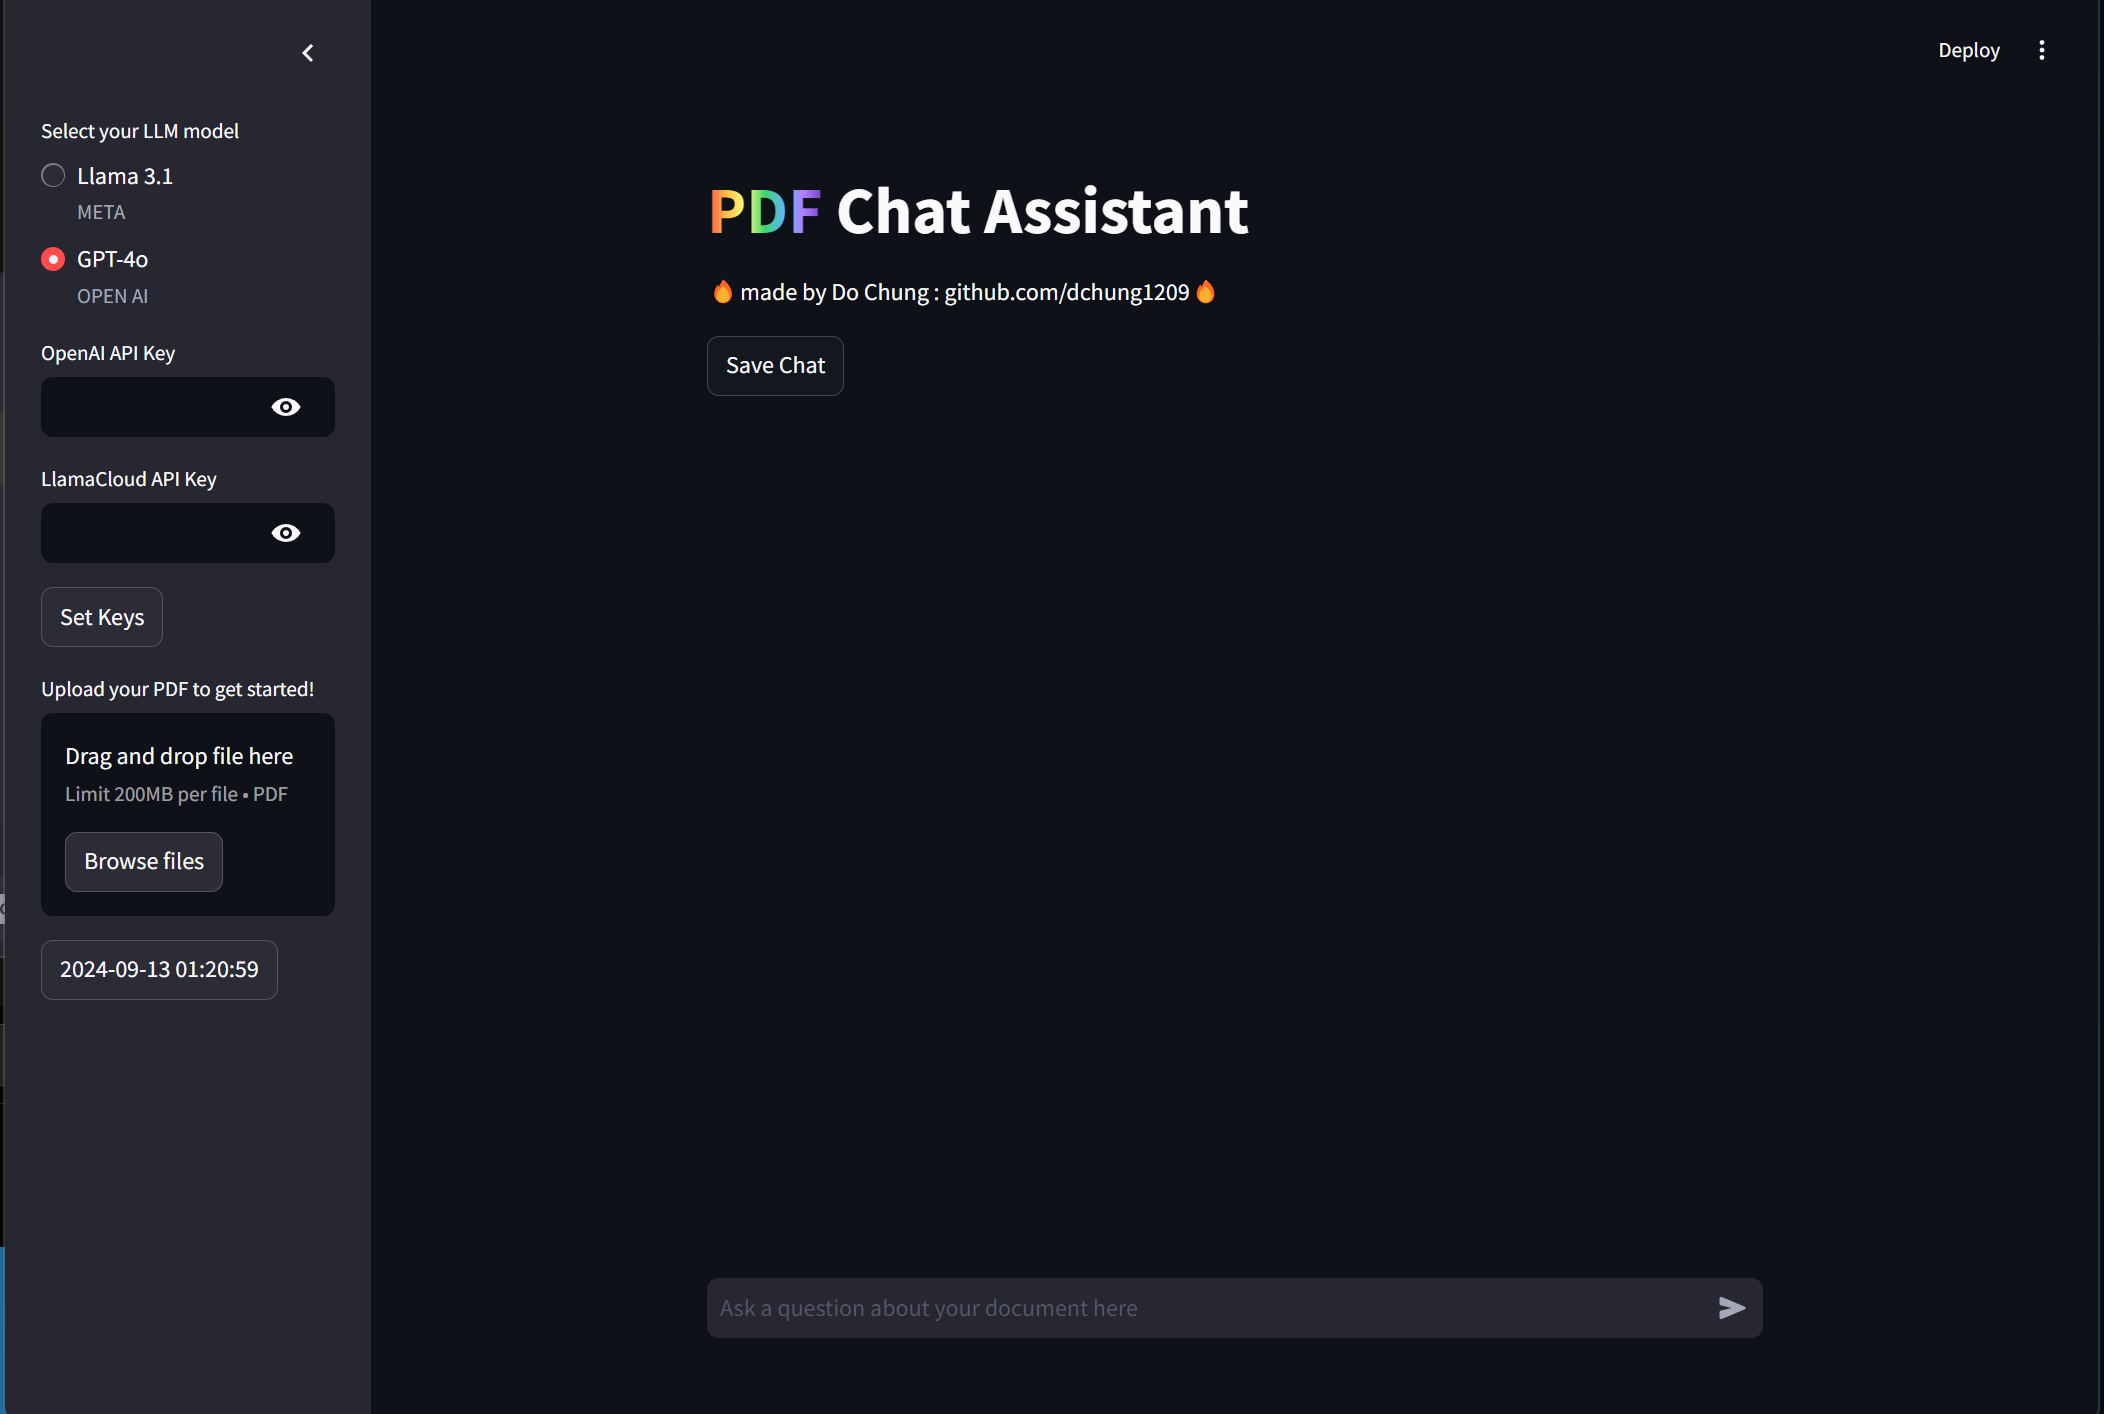 Select your LLM model
Llama 3.1
META
GPT-4o
OPEN AI
OpenAI API Key
LlamaCloud API Key
Set Keys
Upload your PDF to get started!
Drag and drop file here
Limit 200MB per file • PDF
Browse files
2024-09-13 01:20:59
Deploy
PDF Chat Assistant
🔥 made by Do Chung : github.com/dchung1209 🔥
Save Chat
Ask a question about your document here